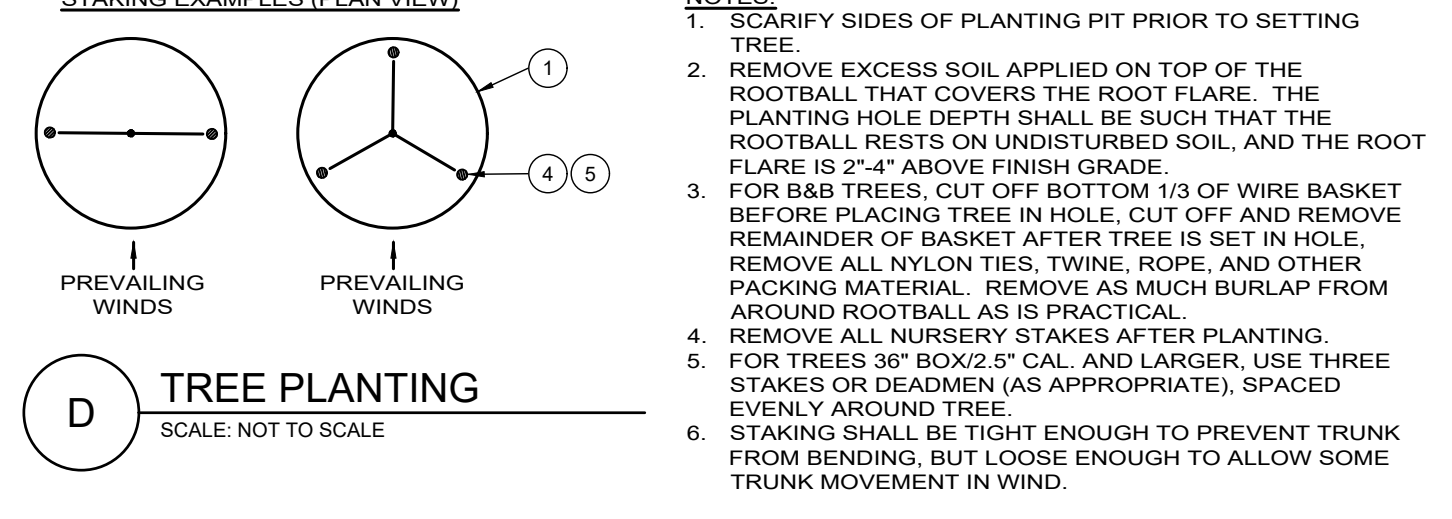 STAKING EXAMPLES (PLAN VIEW)
1
4 5
PREVAILING
WINDS
PREVAILING
WINDS
D
TREE PLANTING
SCALE: NOT TO SCALE
NOTES:
1. SCARIFY SIDES OF PLANTING PIT PRIOR TO SETTING
TREE.
2. REMOVE EXCESS SOIL APPLIED ON TOP OF THE
ROOTBALL THAT COVERS THE ROOT FLARE. THE
PLANTING HOLE DEPTH SHALL BE SUCH THAT THE
ROOTBALL RESTS ON UNDISTURBED SOIL, AND THE ROOT
FLARE IS 2"-4" ABOVE FINISH GRADE.
3. FOR B&B TREES, CUT OFF BOTTOM 1/3 OF WIRE BASKET
BEFORE PLACING TREE IN HOLE, CUT OFF AND REMOVE
REMAINDER OF BASKET AFTER TREE IS SET IN HOLE,
REMOVE ALL NYLON TIES, TWINE, ROPE, AND OTHER
PACKING MATERIAL. REMOVE AS MUCH BURLAP FROM
AROUND ROOTBALL AS IS PRACTICAL.
4. REMOVE ALL NURSERY STAKES AFTER PLANTING.
5. FOR TREES 36" BOX/2.5" CAL. AND LARGER, USE THREE
STAKES OR DEADMEN (AS APPROPRIATE), SPACED
EVENLY AROUND TREE.
6. STAKING SHALL BE TIGHT ENOUGH TO PREVENT TRUNK
FROM BENDING, BUT LOOSE ENOUGH TO ALLOW SOME
TRUNK MOVEMENT IN WIND.